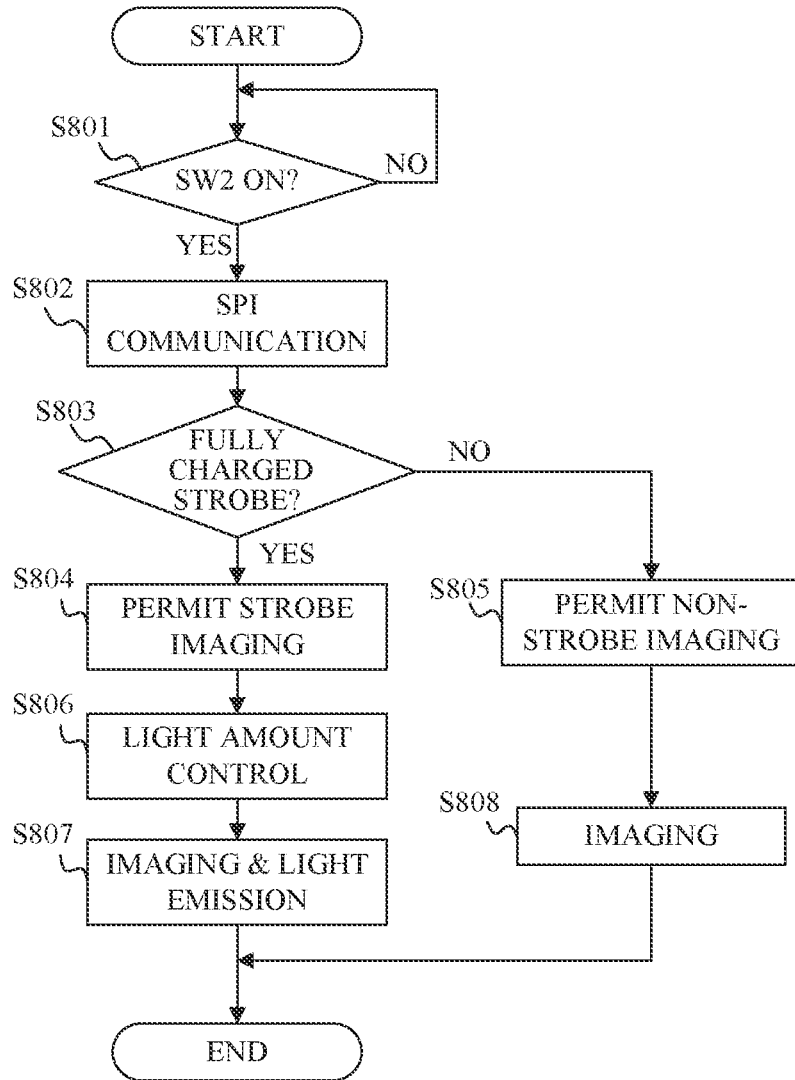 START
S801
SW2 ON?
NO
YES
S802
SPI
COMMUNICATION
S803
FULLY
CHARGED
STROBE?
NO
YES
S804
PERMIT STROBE
IMAGING
S805
PERMIT NON-
STROBE IMAGING
S806
LIGHT AMOUNT
CONTROL
S807
IMAGING & LIGHT
EMISSION
S808
IMAGING
END